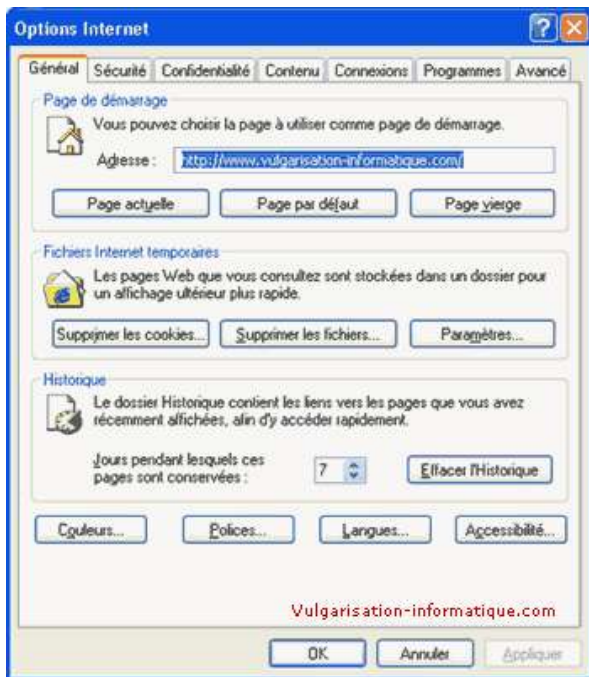 Options Internet
Général Sécurité Confidentialité Contenu Connexions Programmes Avancé
Page de démarrage
Vous pouvez choisir la page à utiliser comme page de démarrage.
Adresse : http://www.vulgarisation-informatique.com/
Page actuelle Page par défaut Page vierge
Fichiers Internet temporaires
Les pages Web que vous consultez sont stockées dans un dossier pour
un affichage ultérieur plus rapide.
Supprimer les cookies... Supprimer les fichiers... Paramètres...
Historique
Le dossier Historique contient les liens vers les pages que vous avez
récemment affichées, afin d'y accéder rapidement.
Jours pendant lesquels ces
pages sont conservées : 7 Effacer l'Historique
Couleurs... Polices... Langues... Accessibilité...
Vulgarisation-informatique.com
OK Annuler Appliquer